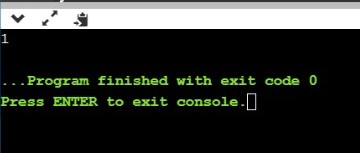 1
...Program finished with exit code 0
Press ENTER to exit console.